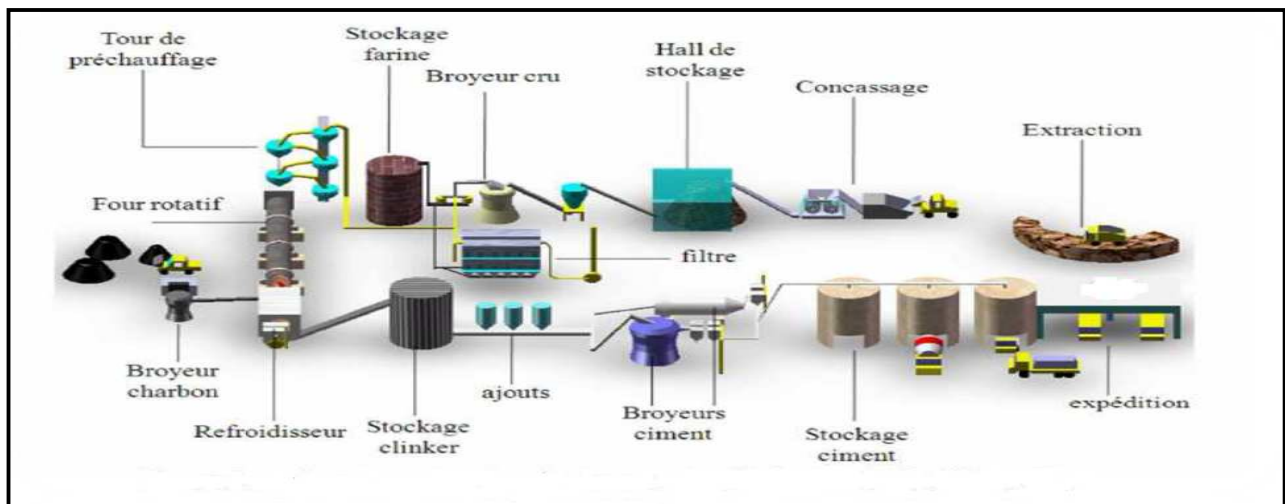 Tour de
préchauffage
Stockage
farine
Broyeur cru
Hall de
stockage
Concassage
Extraction
Four rotatif
filtre
Broyeur
charbon
Refroidisseur
Stockage
clinker
ajouts
Broyeurs
ciment
Stockage
ciment
expédition